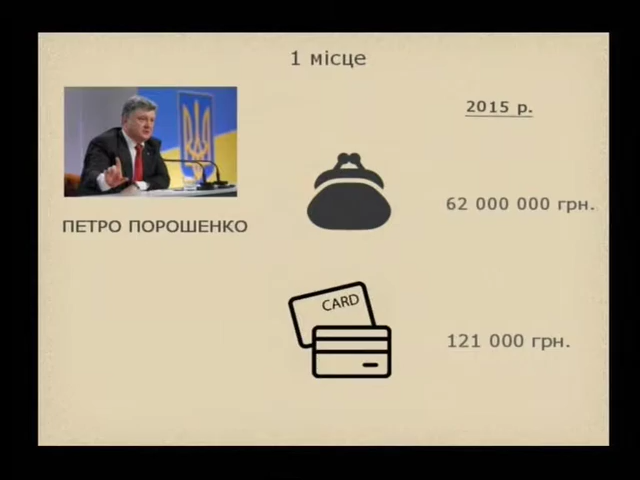 1 місце
2015 р.
62 000 000 грн.
ПЕТРО ПОРОШЕНКО
CARD
121 000 грн.